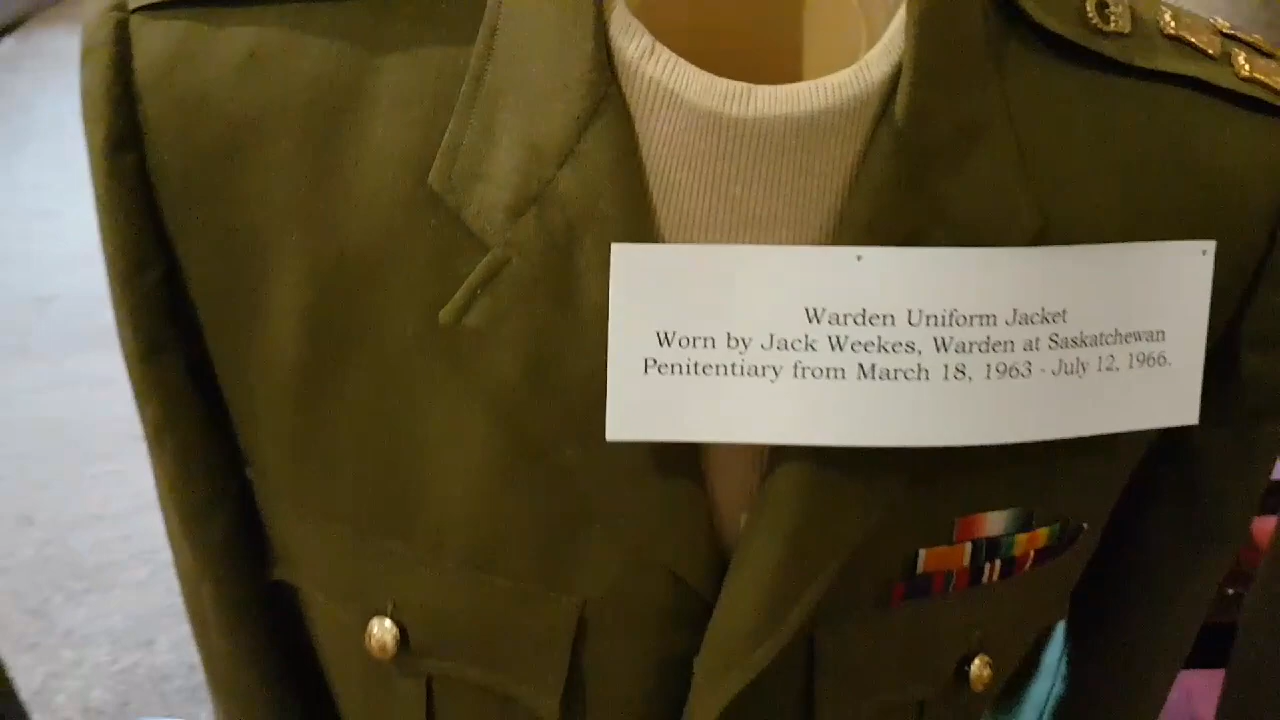 Warden Uniform Jacket
Worn by Jack Weekes, Warden at Saskatchewan
Penitentiary from March 18, 1963 - July 12, 1966.